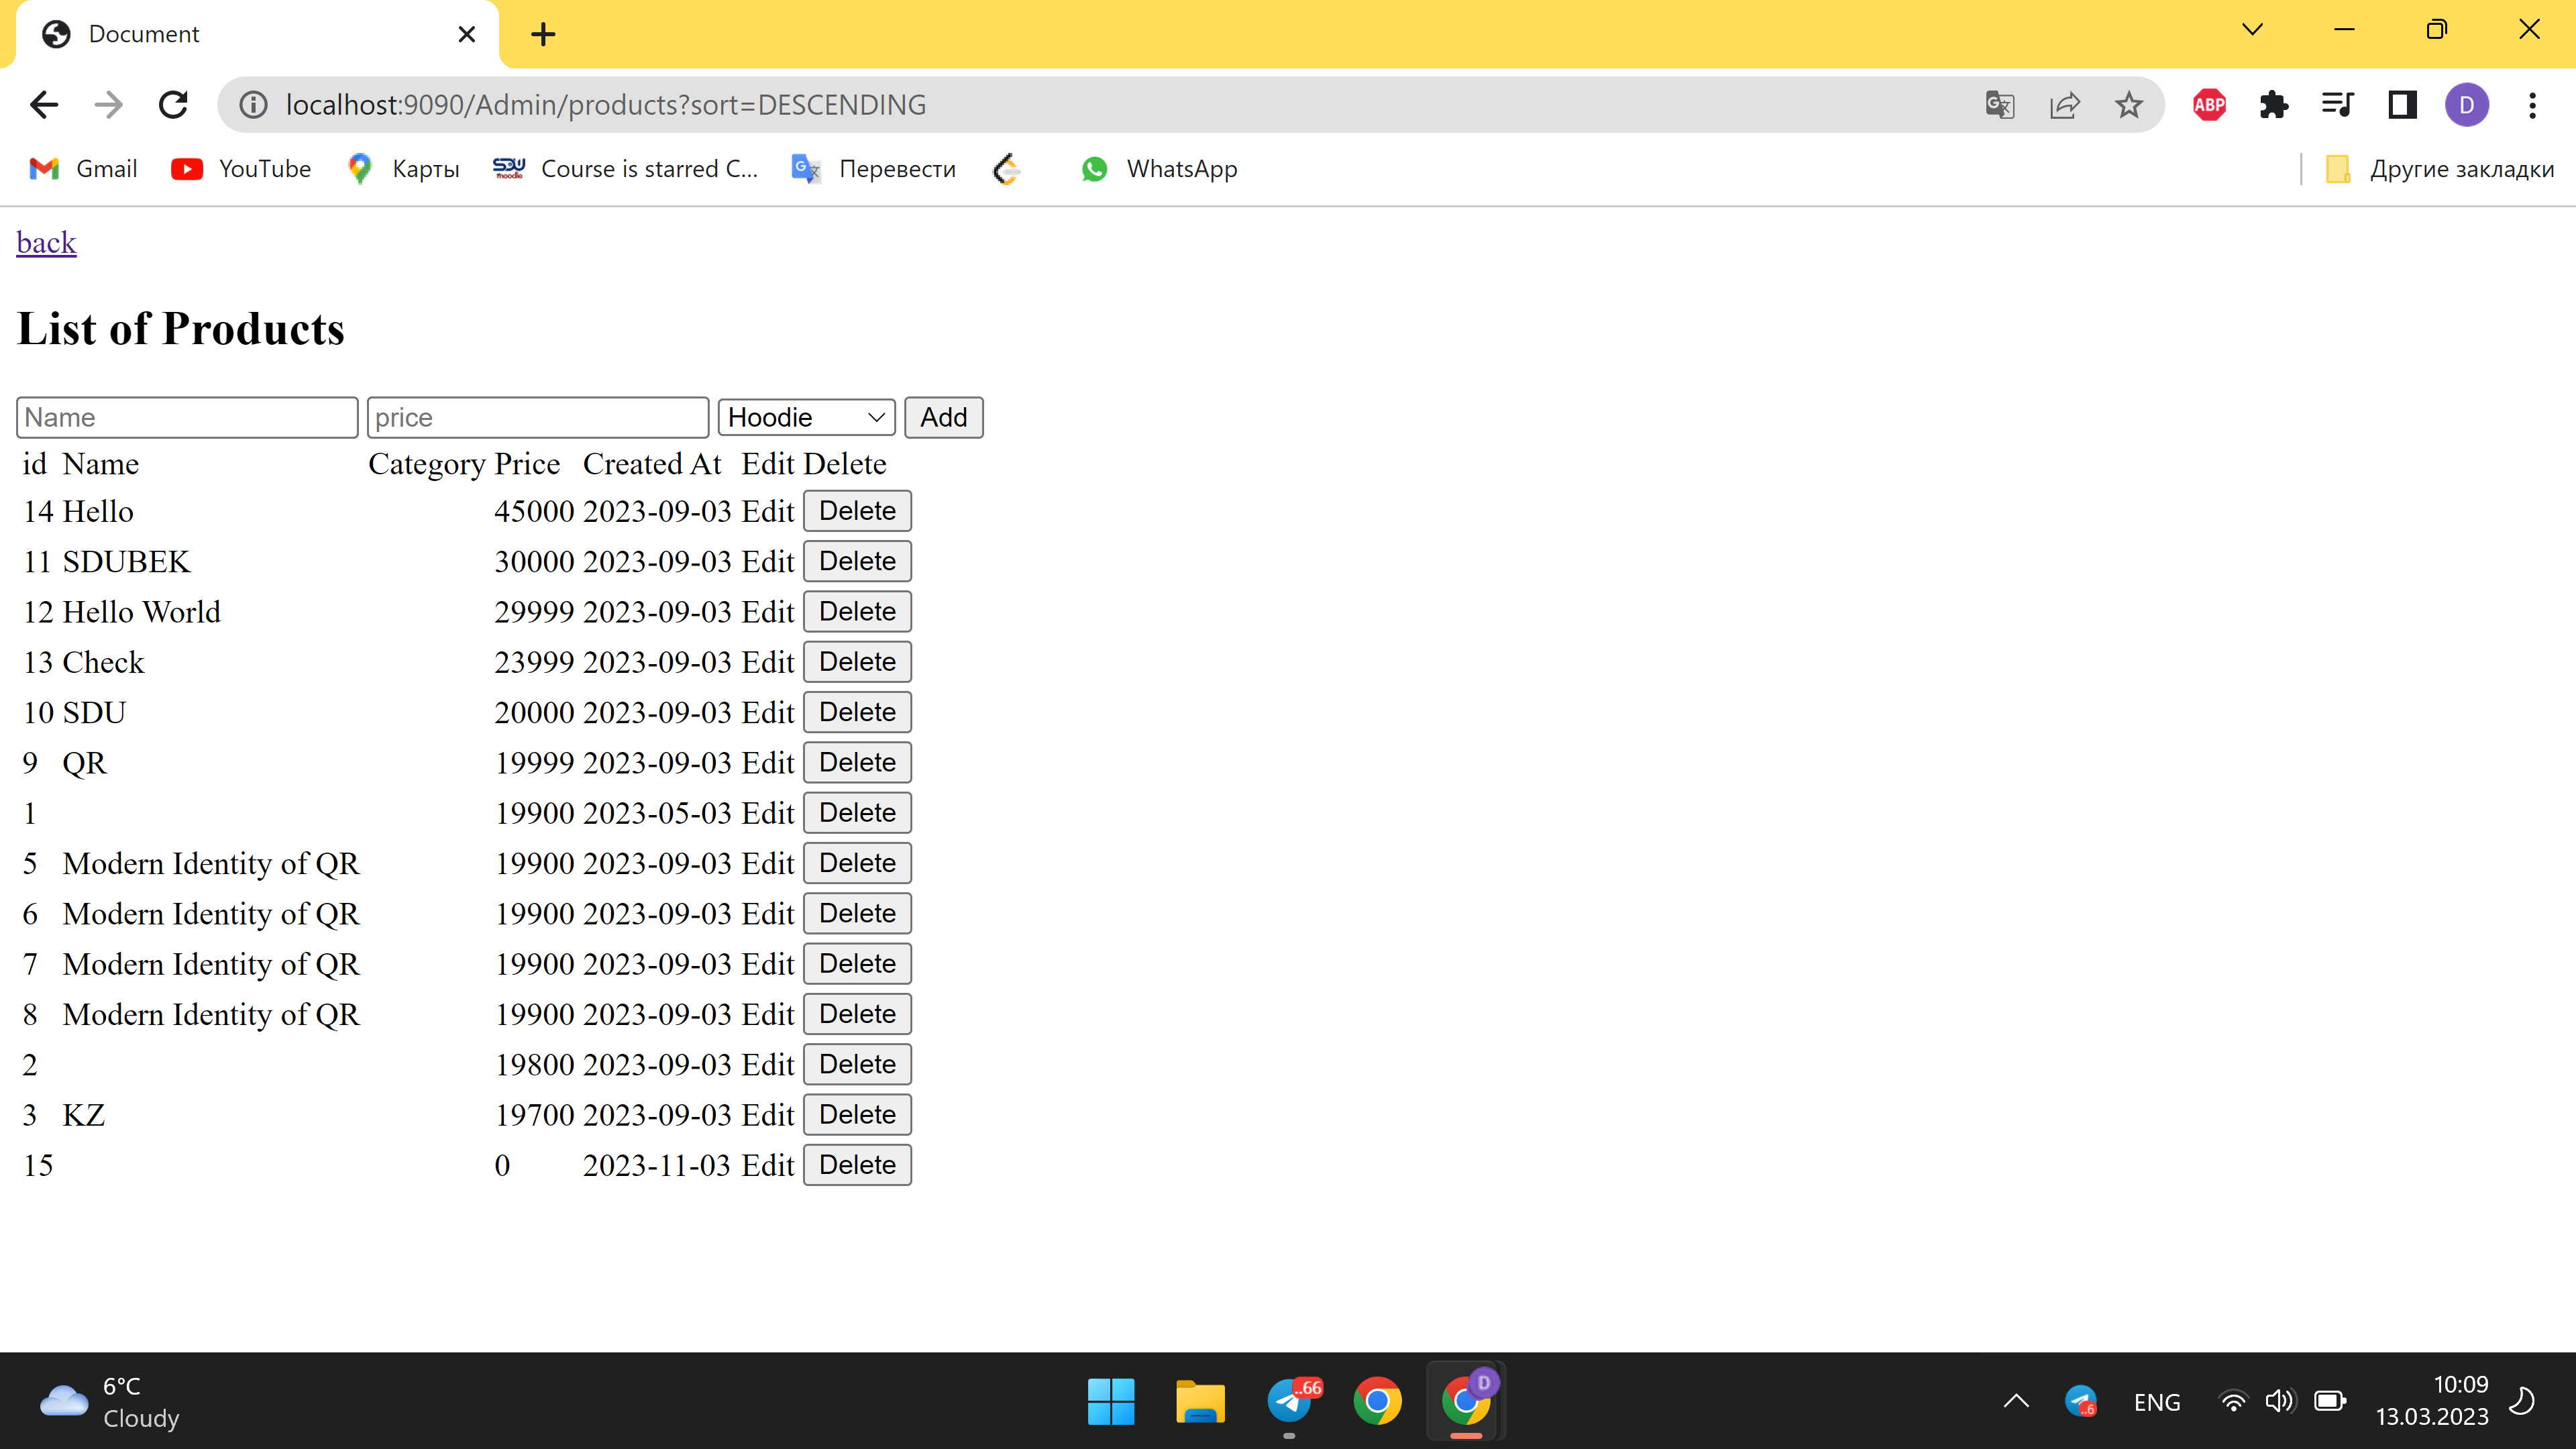 Document
localhost:9090/Admin/products?sort=DESCENDING
ABP
D
Gmail YouTube Карты SDU moodle Course is starred C... Перевести WhatsApp Другие закладки
back
List of Products
Name price Hoodie Add
id Name Category Price Created At Edit Delete
14 Hello 45000 2023-09-03 Edit Delete
11 SDUBEK 30000 2023-09-03 Edit Delete
12 Hello World 29999 2023-09-03 Edit Delete
13 Check 23999 2023-09-03 Edit Delete
10 SDU 20000 2023-09-03 Edit Delete
9 QR 19999 2023-09-03 Edit Delete
1 19900 2023-05-03 Edit Delete
5 Modern Identity of QR 19900 2023-09-03 Edit Delete
6 Modern Identity of QR 19900 2023-09-03 Edit Delete
7 Modern Identity of QR 19900 2023-09-03 Edit Delete
8 Modern Identity of QR 19900 2023-09-03 Edit Delete
2 19800 2023-09-03 Edit Delete
3 KZ 19700 2023-09-03 Edit Delete
15 0 2023-11-03 Edit Delete
6°C
Cloudy
..66
D
..6
ENG
10:09
13.03.2023